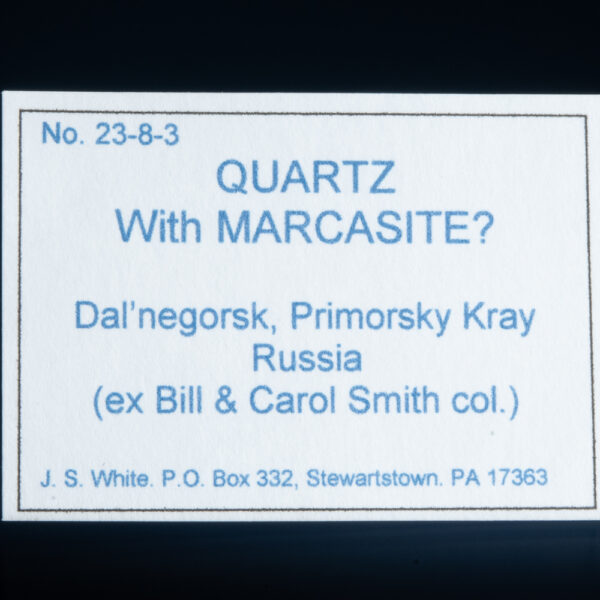 No. 23-8-3
QUARTZ
With MARCASITE?
Dal'negorsk, Primorsky Kray
Russia
(ex Bill & Carol Smith col.)
J. S. White. P.O. Box 332, Stewartstown. PA 17363